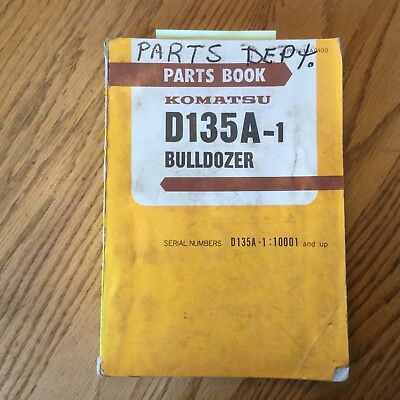 PARTS DEPT.
PARTS BOOK
KOMATSU
D135A-1
BULLDOZER
SERIAL NUMBERS D135A-1:10001 and up